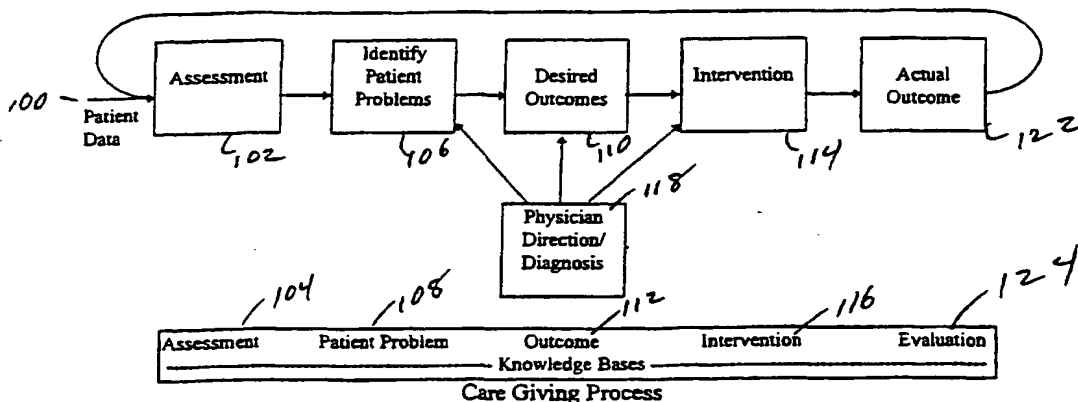 Assessment
Identify
Patient
Problems
Desired
Outcomes
Intervention
Actual
Outcome
100
Patient
Data
102
106
110
114
122
118
Physician
Direction/
Diagnosis
104
108
112
116
124
Assessment Patient Problem Outcome Intervention Evaluation
Knowledge Bases
Care Giving Process